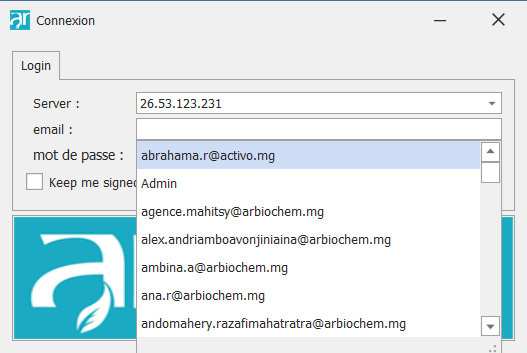 Connexion
Login
Server :
26.53.123.231
email :
mot de passe :
abrahama.r@activo.mg
Admin
Keep me signed
agence.mahitsy@arbiochem.mg
alex.andriamboavonjiniaina@arbiochem.mg
ambina.a@arbiochem.mg
ana.r@arbiochem.mg
andomahery.razafimahatratra@arbiochem.mg
ar